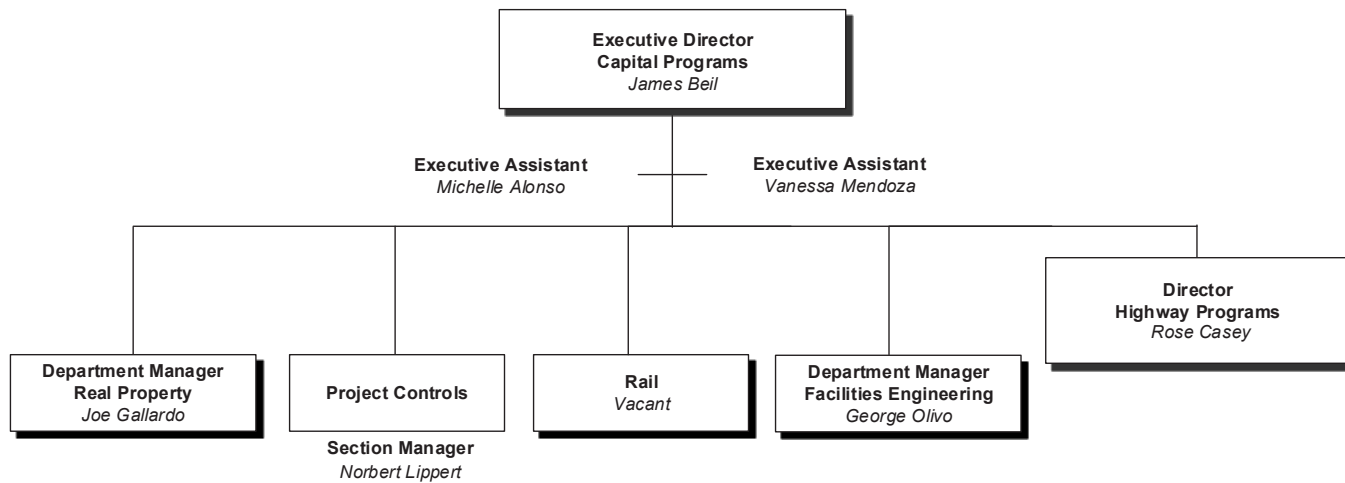 Executive Director
Capital Programs
James Beil
Executive Assistant
Michelle Alonso
Executive Assistant
Vanessa Mendoza
Department Manager
Real Property
Joe Gallardo
Project Controls
Section Manager
Norbert Lippert
Rail
Vacant
Department Manager
Facilities Engineering
George Olivo
Director
Highway Programs
Rose Casey